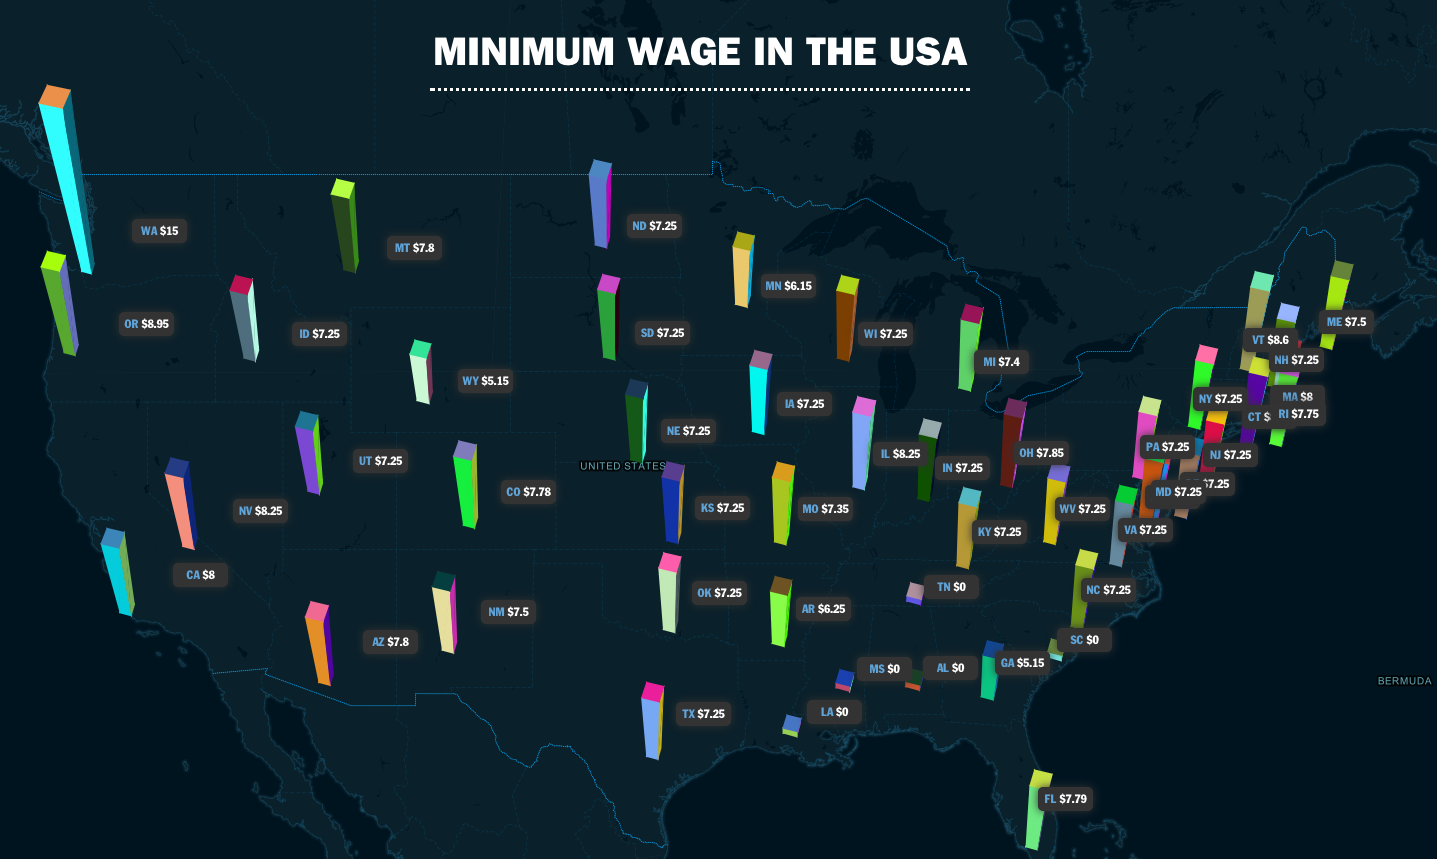 MINIMUM WAGE IN THE USA
WA $15
ND $7.25
MT $7.8
MN $6.15
OR $8.95
ID $7.25
SD $7.25
WI $7.25
ME $7.5
VT $8.6
MI $7.4
NH $7.25
WY $5.15
IA $7.25
NY $7.25
MA $8
CT $
RI $7.75
NE $7.25
UT $7.25
UNITED STATES
IL $8.25
IN $7.25
OH $7.85
PA $7.25
NJ $7.25
CO $7.78
MD $7.25
$7.25
NV $8.25
KS $7.25
MO $7.35
WV $7.25
KY $7.25
VA $7.25
CA $8
OK $7.25
TN $0
NC $7.25
NM $7.5
AR $6.25
AZ $7.8
SC $0
MS $0
AL $0
GA $5.15
BERMUDA
TX $7.25
LA $0
FL $7.79